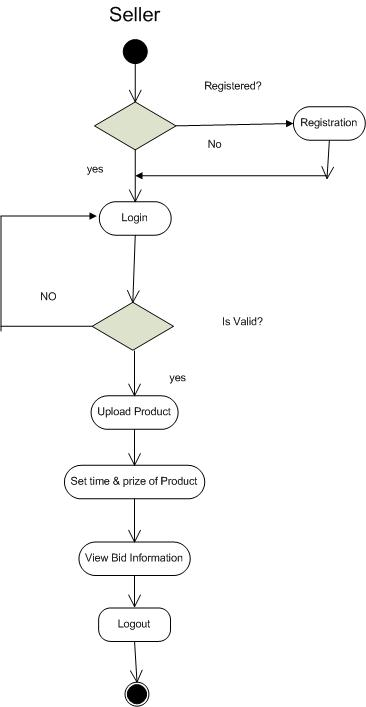 Seller
Registered?
Registration
No
yes
Login
NO
Is Valid?
yes
Upload Product
Set time & prize of Product
View Bid Information
Logout